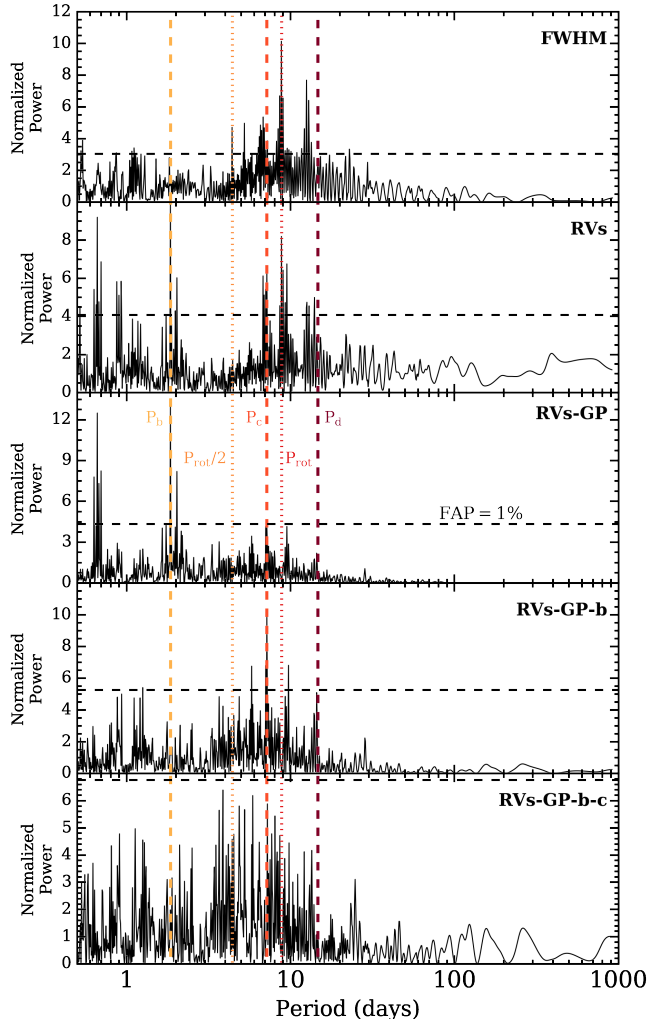 12
10
8
6
4
2
0
Normalized
Power
FWHM
8
6
4
2
0
Normalized
Power
RVs
12
9
6
3
0
Normalized
Power
RVs-GP
P_b
P_c
P_d
P_rot/2
P_rot
FAP = 1%
10
8
6
4
2
0
Normalized
Power
RVs-GP-b
6
5
4
3
2
1
0
Normalized
Power
RVs-GP-b-c
1 10 100 1000
Period (days)